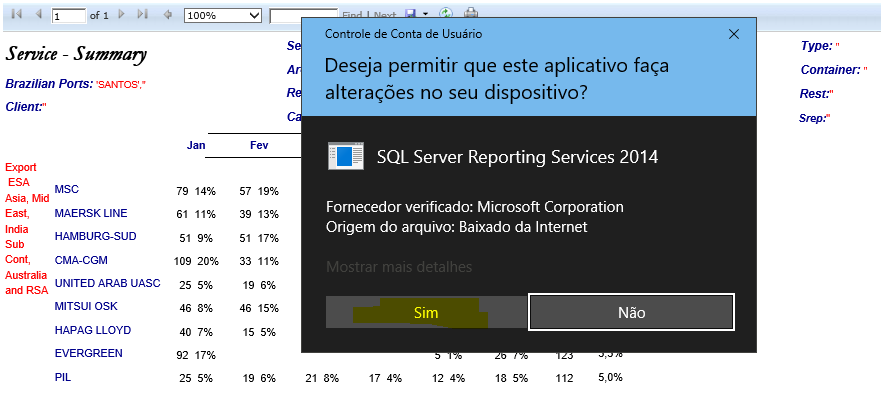 1 of 1 100% Find | Next
Controle de Conta de Usuário
Deseja permitir que este aplicativo faça
alterações no seu dispositivo?
SQL Server Reporting Services 2014
Fornecedor verificado: Microsoft Corporation
Origem do arquivo: Baixado da Internet
Mostrar mais detalhes
Sim Não
Service - Summary
Brazilian Ports: 'SANTOS',''
Client:''
Se
Ar
Re
Ca
Type: ''
Container: ''
Rest:''
Srep:''
Jan Fev
Export
ESA
Asia, Mid
East,
India
Sub
Cont,
Australia
and RSA
MSC 79 14% 57 19%
MAERSK LINE 61 11% 39 13%
HAMBURG-SUD 51 9% 51 17%
CMA-CGM 109 20% 33 11%
UNITED ARAB UASC 25 5% 19 6%
MITSUI OSK 46 8% 46 15%
HAPAG LLOYD 40 7% 15 5%
EVERGREEN 92 17% 5 1% 26 7% 123 5,5%
PIL 25 5% 19 6% 21 8% 17 4% 12 4% 18 5% 112 5,0%